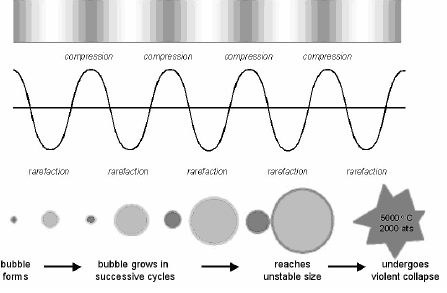 compression compression compression compression
rarefaction rarefaction rarefaction rarefaction rarefaction
5000 ° C
2000 ats
bubble forms
bubble grows in successive cycles
reaches unstable size
undergoes violent collapse